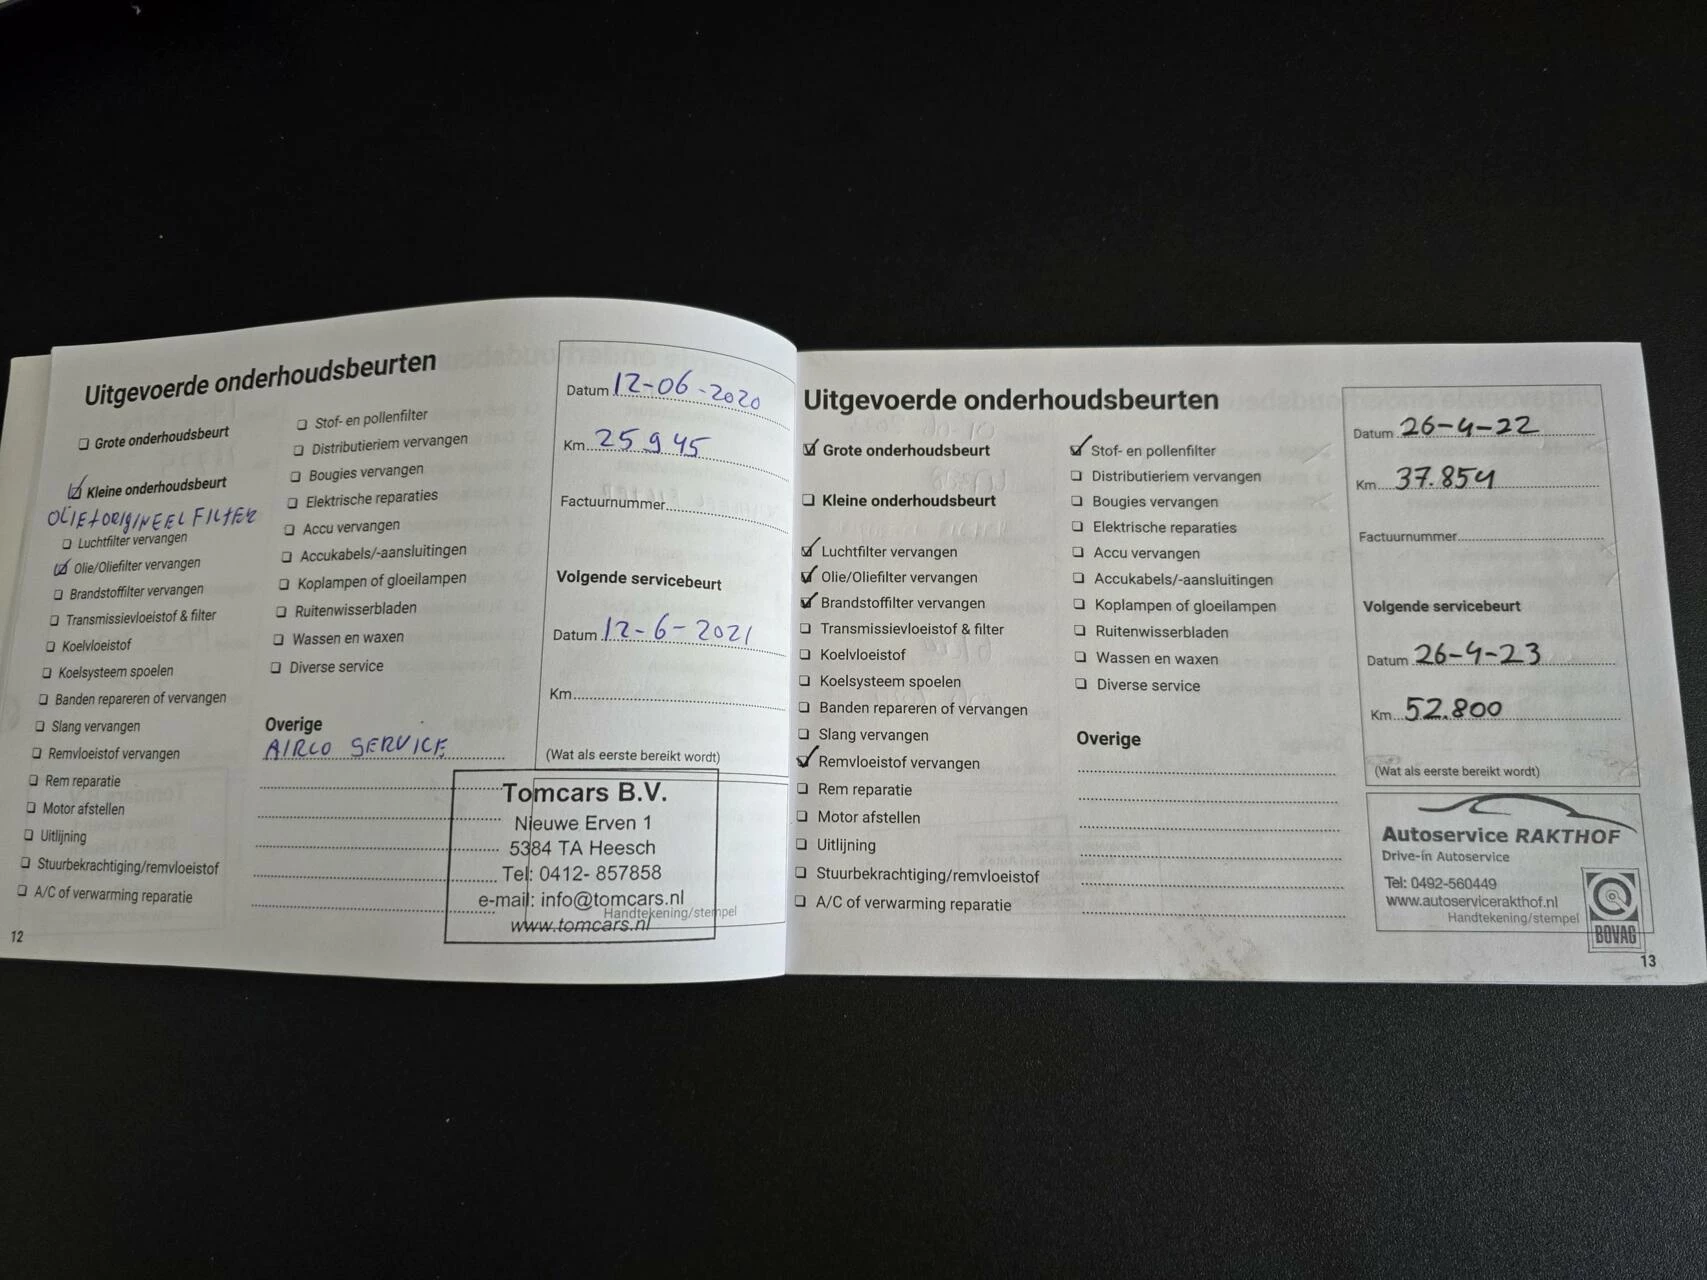 Uitgevoerde onderhoudsbeurten
❏ Grote onderhoudsbeurt
☑ Kleine onderhoudsbeurt
OLIE+ORIGINEEL FILTER
❏ Luchtfilter vervangen
☑ Olie/Oliefilter vervangen
❏ Brandstoffilter vervangen
❏ Transmissievloeistof & filter
❏ Koelvloeistof
❏ Koelsysteem spoelen
❏ Banden repareren of vervangen
❏ Slang vervangen
❏ Remvloeistof vervangen
❏ Rem reparatie
❏ Motor afstellen
❏ Uitlijning
❏ Stuurbekrachtiging/remvloeistof
❏ A/C of verwarming reparatie
12
❏ Stof- en pollenfilter
❏ Distributieriem vervangen
❏ Bougies vervangen
❏ Elektrische reparaties
❏ Accu vervangen
❏ Accukabels/-aansluitingen
❏ Koplampen of gloeilampen
❏ Ruitenwisserbladen
❏ Wassen en waxen
❏ Diverse service
Overige
AIRCO SERVICE
Datum 12-06-2020
Km 25.945
Factuurnummer
Volgende servicebeurt
Datum 12-6-2021
Km
(Wat als eerste bereikt wordt)
Tomcars B.V.
Nieuwe Erven 1
5384 TA Heesch
Tel: 0412- 857858
e-mail: info@tomcars.nl
Handtekening/stempel
www.tomcars.nl
Uitgevoerde onderhoudsbeurten
☑ Grote onderhoudsbeurt
❏ Kleine onderhoudsbeurt
☑ Luchtfilter vervangen
☑ Olie/Oliefilter vervangen
☑ Brandstoffilter vervangen
❏ Transmissievloeistof & filter
❏ Koelvloeistof
❏ Koelsysteem spoelen
❏ Banden repareren of vervangen
❏ Slang vervangen
☑ Remvloeistof vervangen
❏ Rem reparatie
❏ Motor afstellen
❏ Uitlijning
❏ Stuurbekrachtiging/remvloeistof
❏ A/C of verwarming reparatie
☑ Stof- en pollenfilter
❏ Distributieriem vervangen
❏ Bougies vervangen
❏ Elektrische reparaties
❏ Accu vervangen
❏ Accukabels/-aansluitingen
❏ Koplampen of gloeilampen
❏ Ruitenwisserbladen
❏ Wassen en waxen
❏ Diverse service
Overige
Datum 26-4-22
Km 37.854
Factuurnummer
Volgende servicebeurt
Datum 26-4-23
Km 52.800
(Wat als eerste bereikt wordt)
Autoservice RAKTHOF
Drive-in Autoservice
Tel: 0492-560449
www.autoservicerakthof.nl
Handtekening/stempel
BOVAG
13